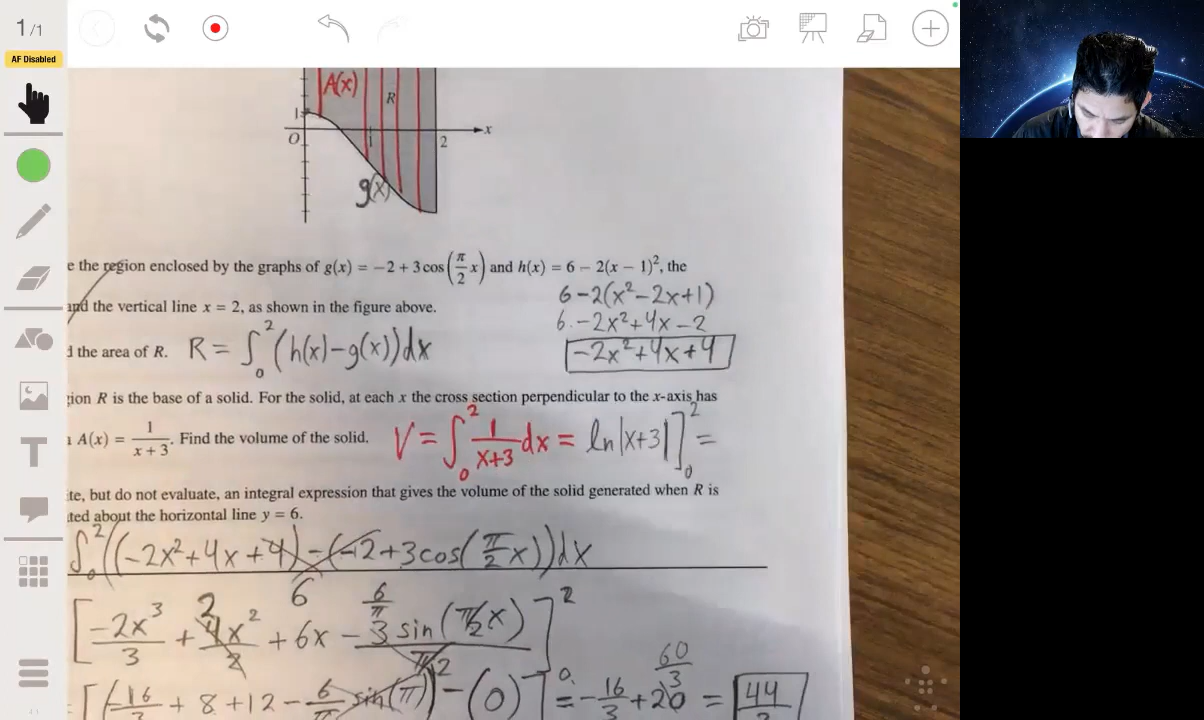 1/1
AF Disabled
A(x)
R
1
x
O
1
2
g(x)
e the region enclosed by the graphs of g(x) = −2 + 3 cos(π/2 x) and h(x) = 6 − 2(x − 1)², the
6−2(x²−2x+1)
and the vertical line x = 2, as shown in the figure above.
6−2x²+4x−2
d the area of R. R = ∫₀² (h(x)−g(x))dx
−2x²+4x+4
gion R is the base of a solid. For the solid, at each x the cross section perpendicular to the x-axis has
A(x) = 1/(x + 3). Find the volume of the solid. V = ∫₀² 1/(x+3) dx = ln|x+3|]₀² =
te, but do not evaluate, an integral expression that gives the volume of the solid generated when R is
ted about the horizontal line y = 6.
∫₀² ((−2x²+4x+4) − (−2+3cos(π/2 x))dx
6
[−2x³/3 + 4x²/2 + 6x − 3 sin(π/2 x)/(π/2)]₀²
2
6/π
60/3
[(−16/3 + 8 + 12 − 6/π sin(π)) − (0)] = −16/3 + 20 = 44/3
T